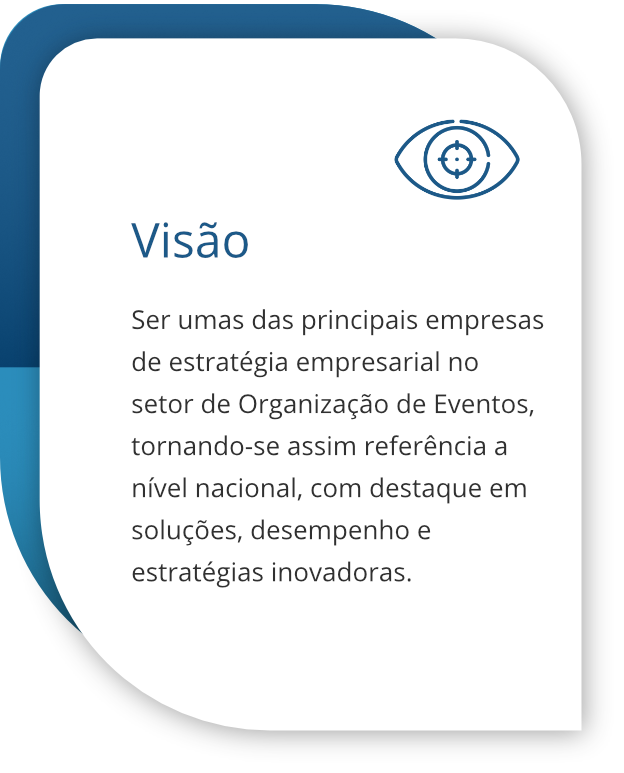 Visão
Ser umas das principais empresas
de estratégia empresarial no
setor de Organização de Eventos,
tornando-se assim referência a
nível nacional, com destaque em
soluções, desempenho e
estratégias inovadoras.